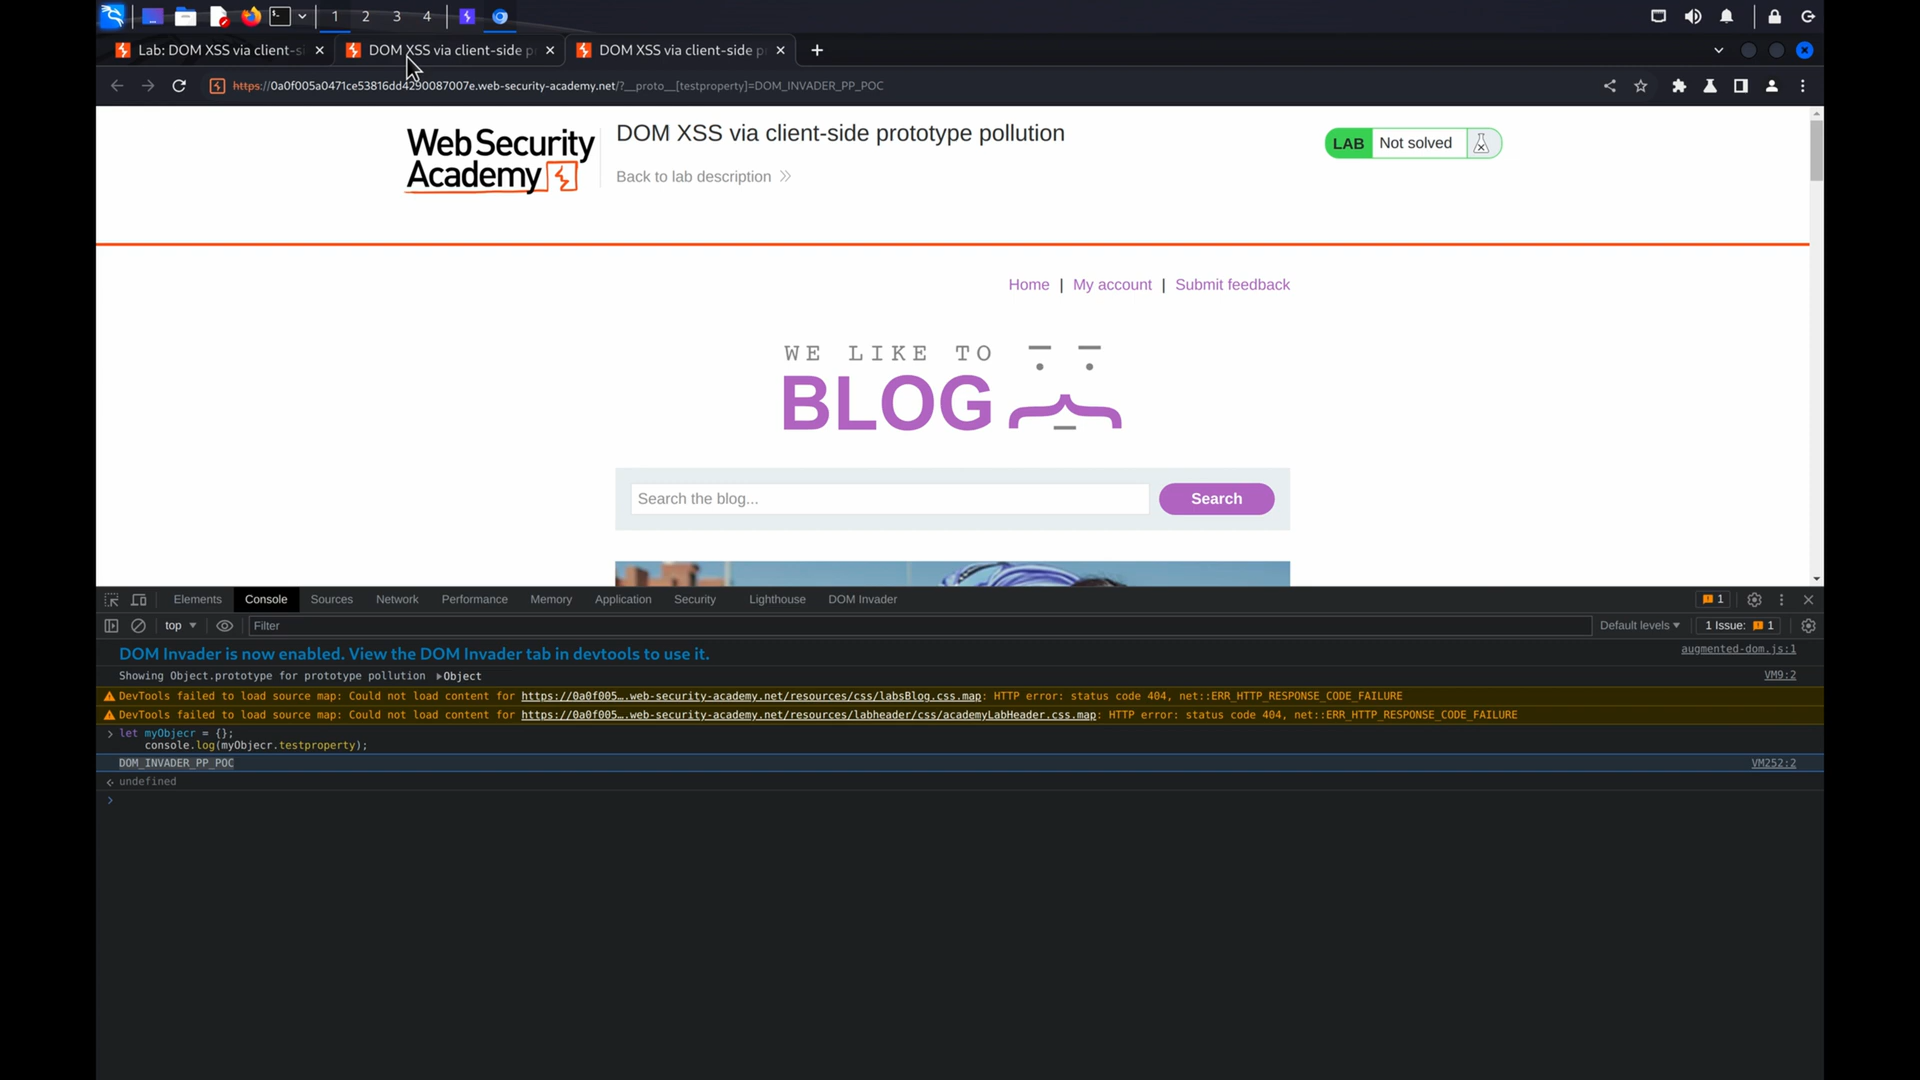 1 2 3 4
Lab: DOM XSS via client-s
DOM XSS via client-side p
DOM XSS via client-side p
https://0a0f005a0471ce53816dd4290087007e.web-security-academy.net/?__proto__[testproperty]=DOM_INVADER_PP_POC
WebSecurity
Academy
DOM XSS via client-side prototype pollution
Back to lab description
LAB Not solved
Home | My account | Submit feedback
WE LIKE TO
BLOG
Search the blog...
Search
Elements Console Sources Network Performance Memory Application Security Lighthouse DOM Invader
1
top Filter Default levels 1 Issue: 1
DOM Invader is now enabled. View the DOM Invader tab in devtools to use it. augmented-dom.js:1
Showing Object.prototype for prototype pollution ▸Object VM9:2
DevTools failed to load source map: Could not load content for https://0a0f005….web-security-academy.net/resources/css/labsBlog.css.map: HTTP error: status code 404, net::ERR_HTTP_RESPONSE_CODE_FAILURE
DevTools failed to load source map: Could not load content for https://0a0f005….web-security-academy.net/resources/labheader/css/academyLabHeader.css.map: HTTP error: status code 404, net::ERR_HTTP_RESPONSE_CODE_FAILURE
let myObjecr = {};
console.log(myObjecr.testproperty);
DOM_INVADER_PP_POC VM252:2
undefined